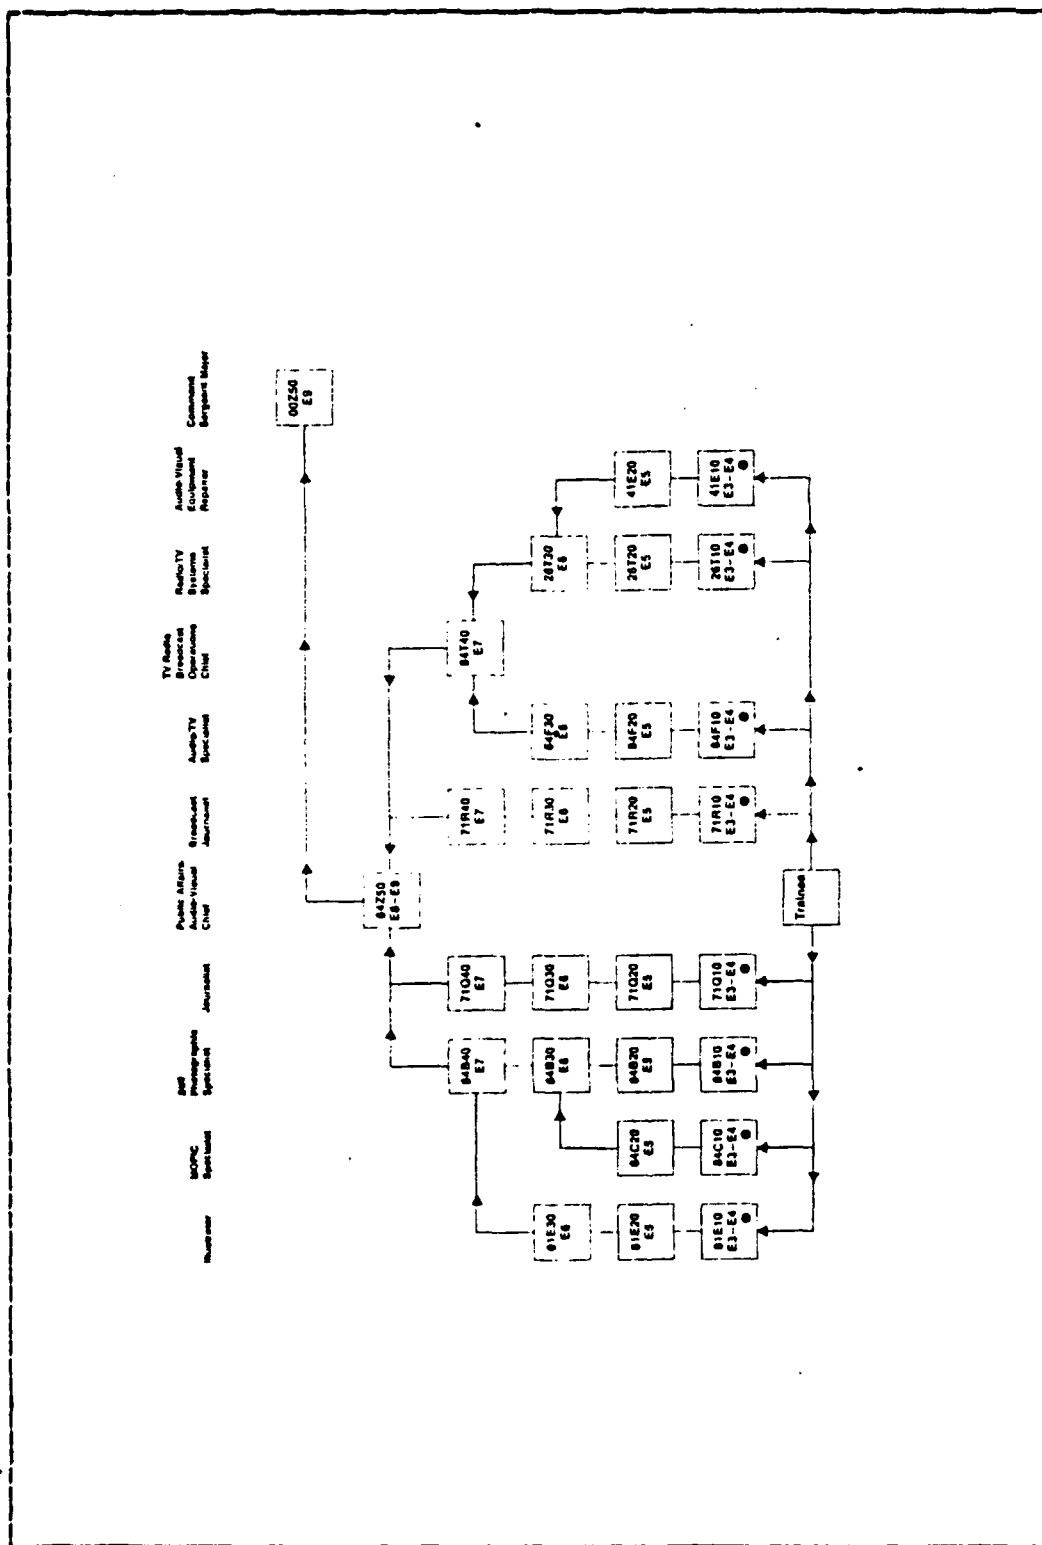 Illustrator
MOPIC
Specialist
Still
Photographic
Specialist
Journalist
Public Affairs
Audio-Visual
Chief
Broadcast
Journalist
Audio/TV
Specialist
TV Radio
Broadcast
Operations
Chief
Radio/TV
Systems
Specialist
Audio-Visual
Equipment
Repairer
Command
Sergeant Major
00Z50
E9
84Z50
E8-E9
84B40
E7
71Q40
E7
71R40
E7
84T40
E7
81E30
E6
84B30
E6
71Q30
E6
71R30
E6
84F30
E6
26T30
E6
81E20
E5
84C20
E5
84B20
E5
71Q20
E5
71R20
E5
84F20
E5
26T20
E5
41E20
E5
81E10
E3-E4
84C10
E3-E4
84B10
E3-E4
71Q10
E3-E4
71R10
E3-E4
84F10
E3-E4
26T10
E3-E4
41E10
E3-E4
Trainee